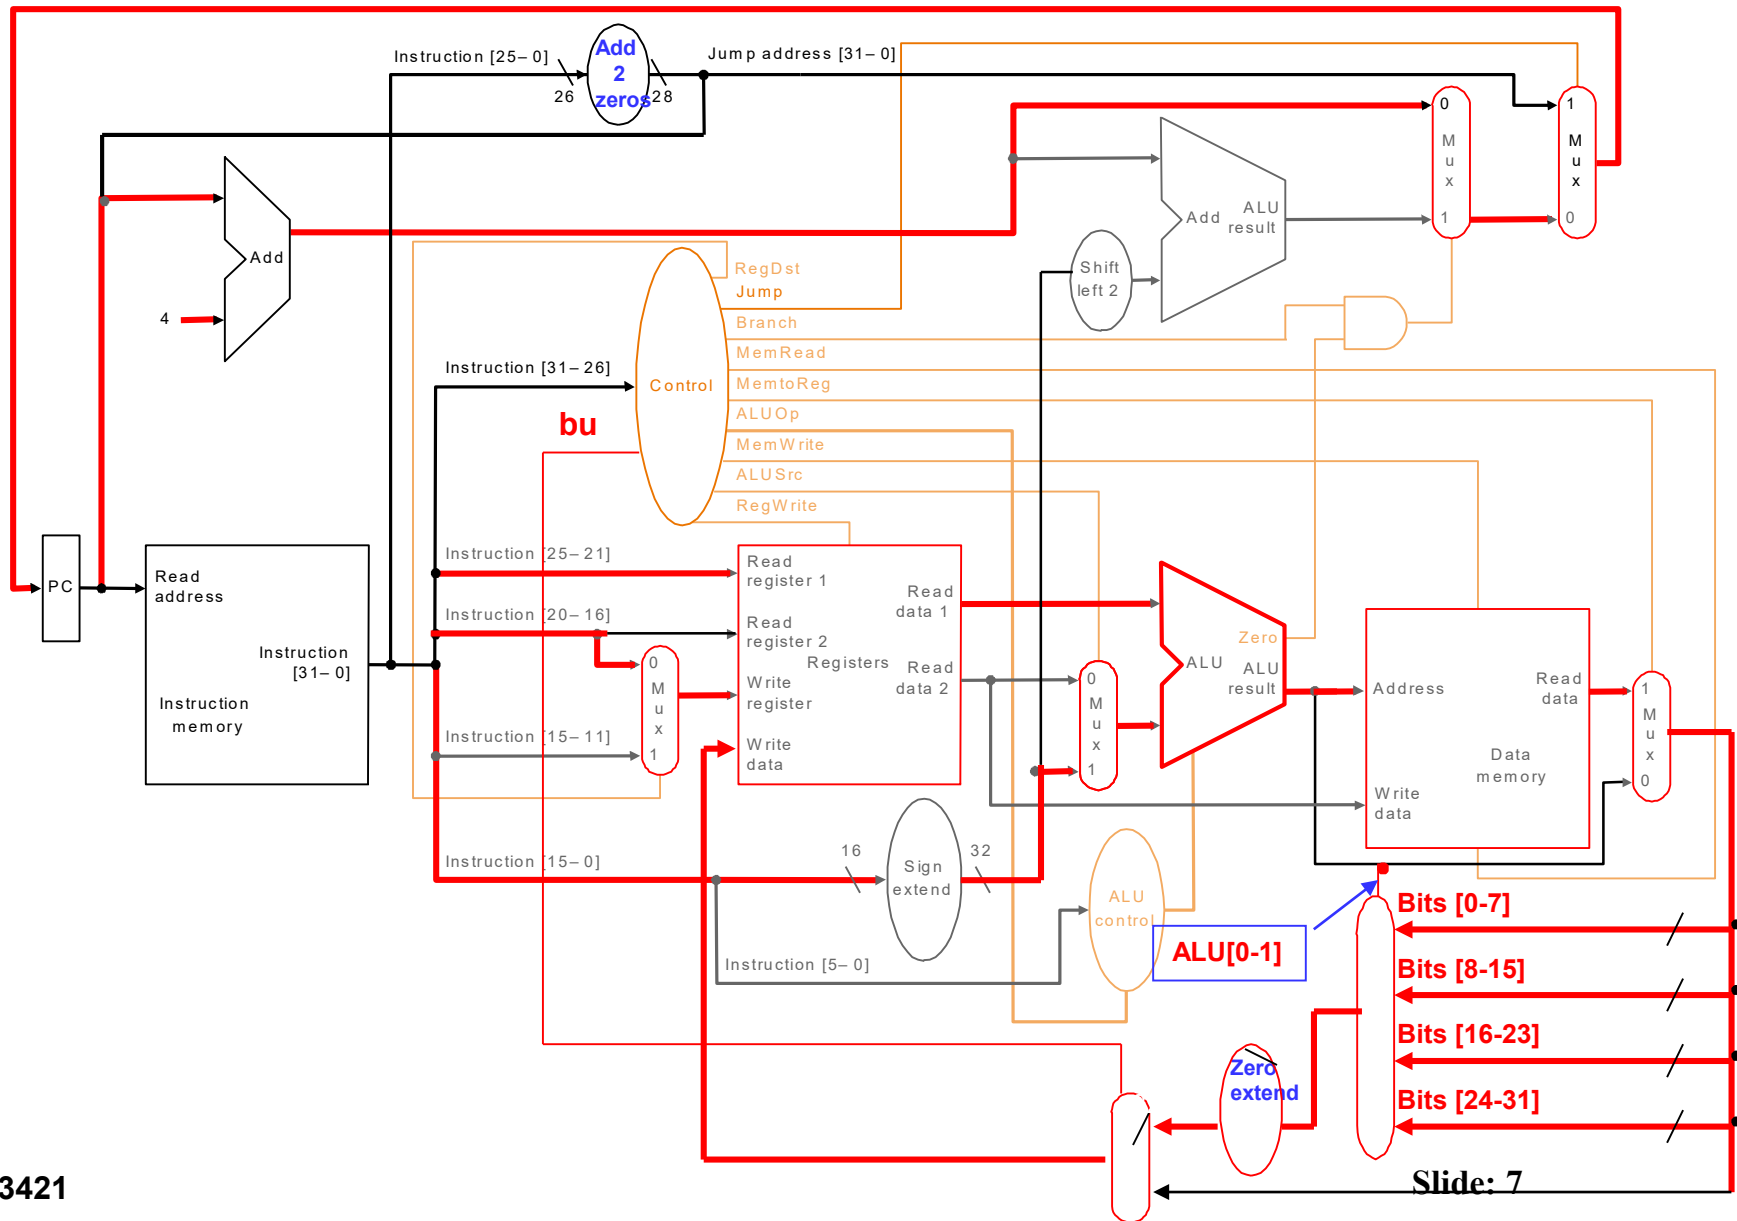 Instruction [25–0]
26
Add
2
zeros
28
Jump address [31–0]
0
M
u
x
1
1
M
u
x
0
Add
ALU
result
Shift
left 2
Add
4
RegDst
Jump
Branch
MemRead
MemtoReg
ALUOp
MemWrite
ALUSrc
RegWrite
Control
Instruction [31–26]
bu
PC
Read
address
Instruction
[31–0]
Instruction
memory
Instruction [25–21]
Instruction [20–16]
Instruction [15–11]
Instruction [15–0]
0
M
u
x
1
Read
register 1
Read
register 2
Registers
Write
register
Write
data
Read
data 1
Read
data 2
0
M
u
x
1
Zero
ALU
ALU
result
Address
Read
data
Data
memory
Write
data
1
M
u
x
0
16
Sign
extend
32
ALU
control
Instruction [5–0]
ALU[0-1]
Bits [0-7]
Bits [8-15]
Bits [16-23]
Bits [24-31]
Zero
extend
3421
Slide: 7